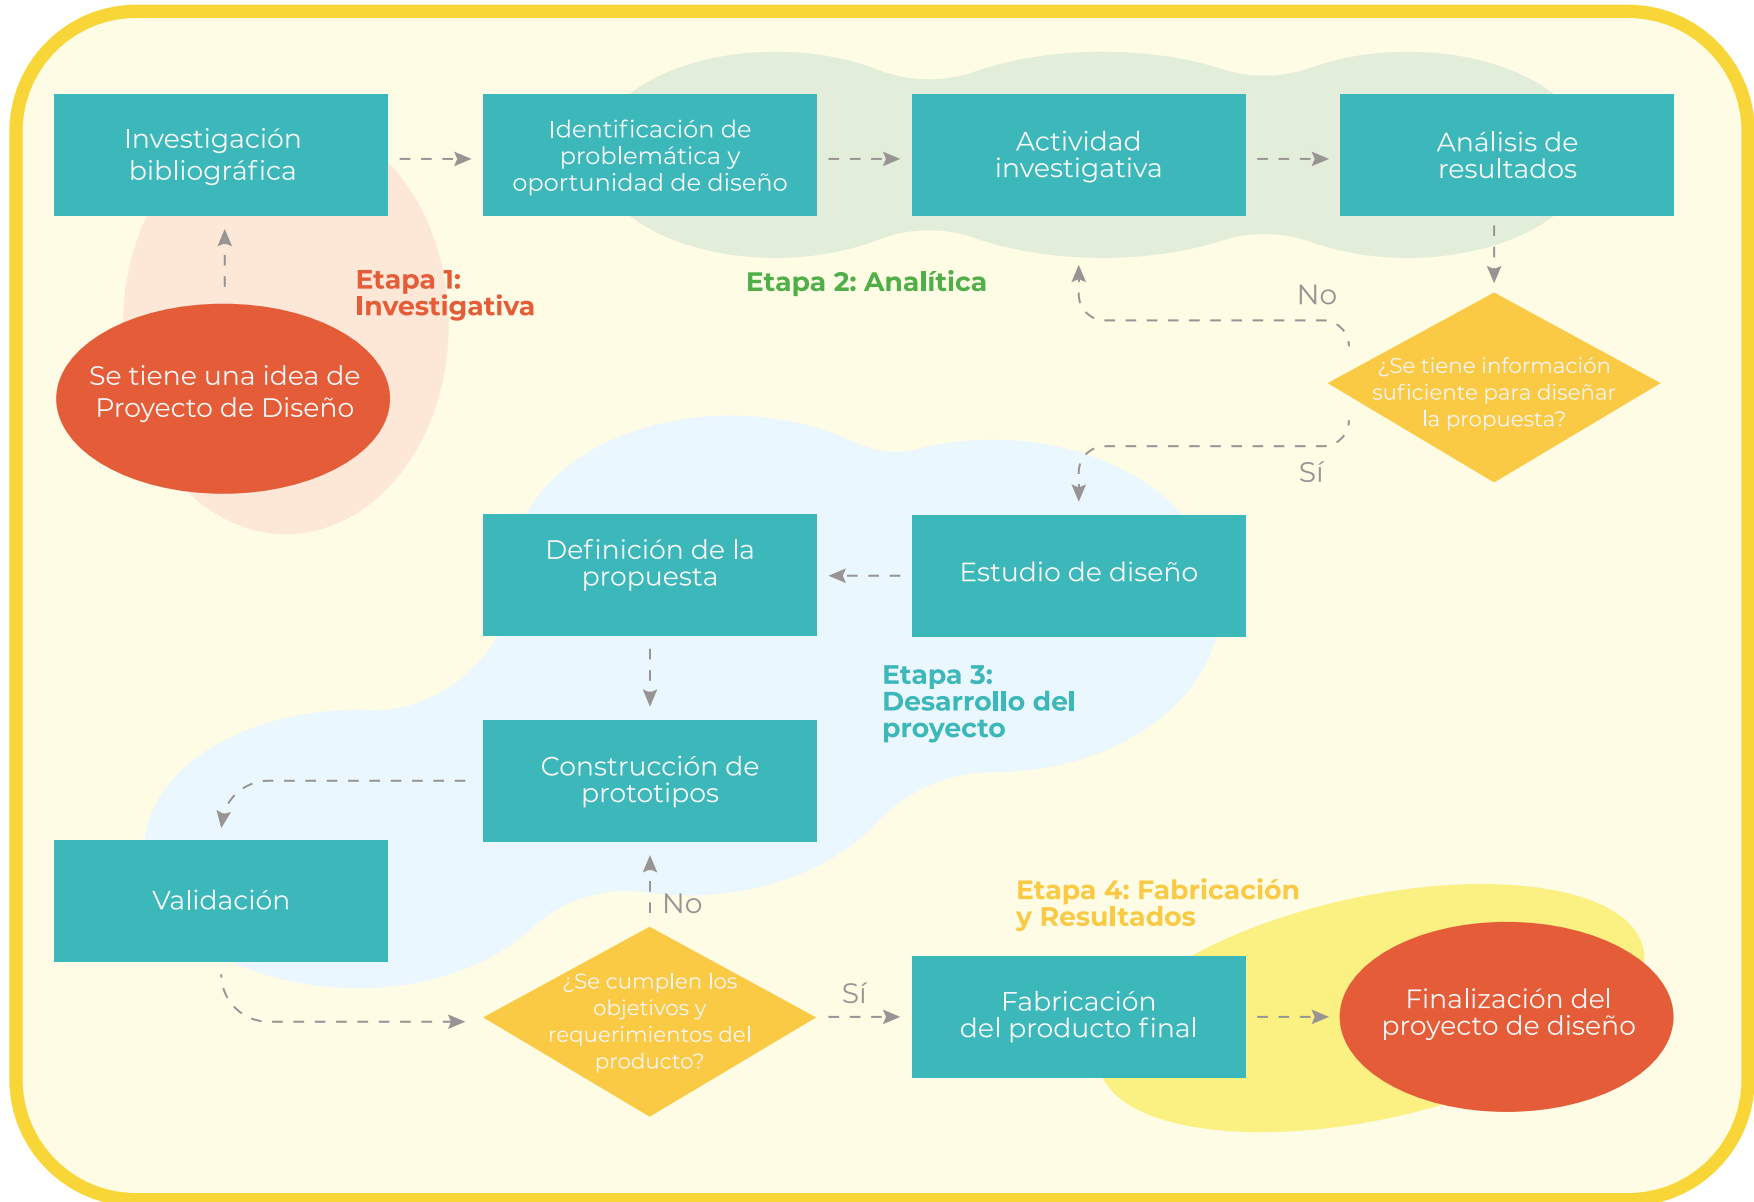 Investigación
bibliográfica
Identificación de
problemática y
oportunidad de diseño
Actividad
investigativa
Análisis de
resultados
Etapa 1:
Investigativa
Etapa 2: Analítica
No
Se tiene una idea de
Proyecto de Diseño
¿Se tiene información
suficiente para diseñar
la propuesta?
Sí
Definición de la
propuesta
Estudio de diseño
Etapa 3:
Desarrollo del
proyecto
Construcción de
prototipos
Validación
No
Etapa 4: Fabricación
y Resultados
¿Se cumplen los
objetivos y
requerimientos del
producto?
Sí
Fabricación
del producto final
Finalización del
proyecto de diseño